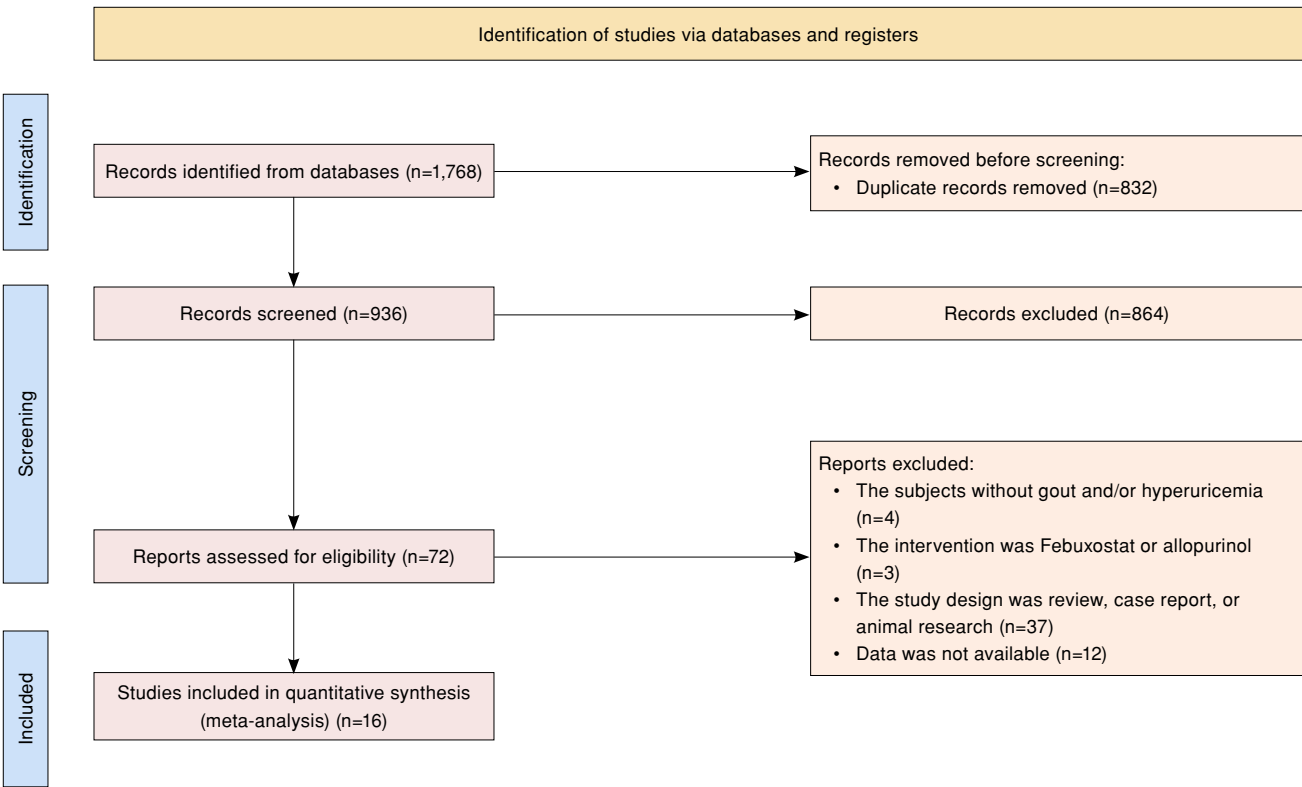 Identification of studies via databases and registers
Identification
Records identified from databases (n=1,768)
Records removed before screening:
• Duplicate records removed (n=832)
Screening
Records screened (n=936)
Records excluded (n=864)
Reports assessed for eligibility (n=72)
Reports excluded:
• The subjects without gout and/or hyperuricemia
(n=4)
• The intervention was Febuxostat or allopurinol
(n=3)
• The study design was review, case report, or
animal research (n=37)
• Data was not available (n=12)
Included
Studies included in quantitative synthesis
(meta-analysis) (n=16)